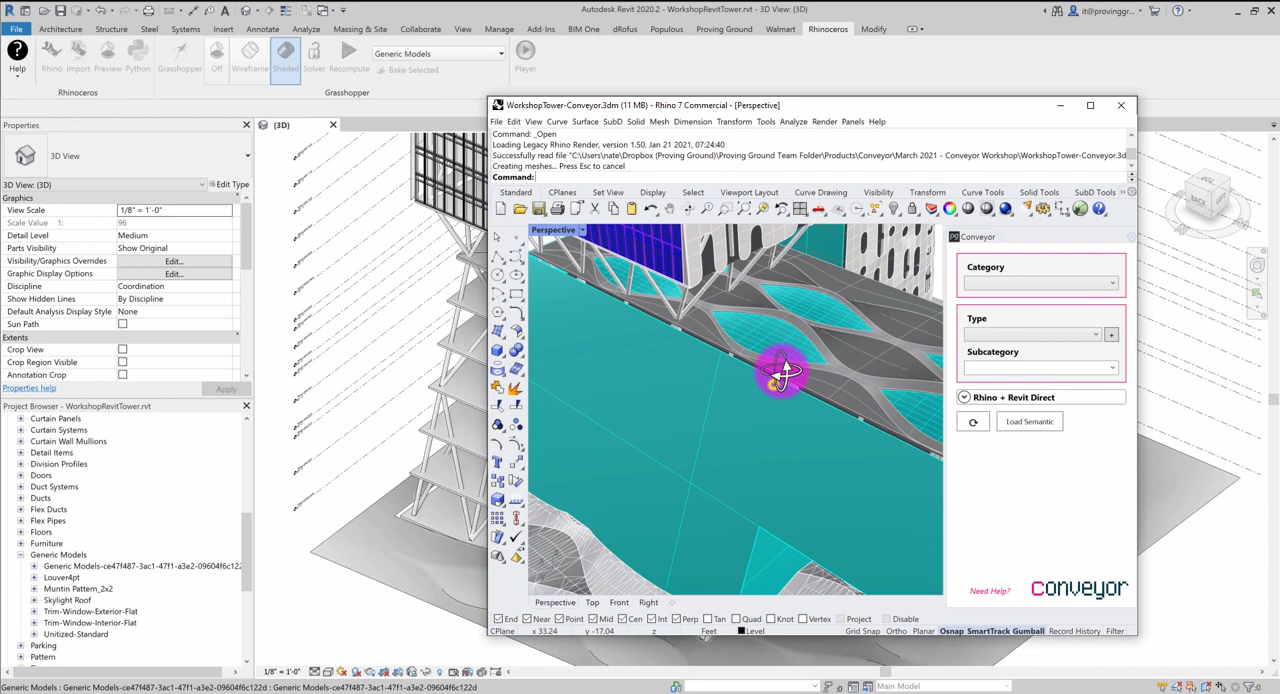 Autodesk Revit 2020.2 - WorkshopRevitTower.rvt - 3D View: {3D}
it@provinggr...
File Architecture Structure Steel Systems Insert Annotate Analyze Massing & Site Collaborate View Manage Add-Ins BIM One dRofus Populous Proving Ground Walmart Rhinoceros Modify
Help Rhino Import Preview Python Grasshopper Off Wireframe Shaded Solver Recompute
Generic Models
Bake Selected
Player
Rhinoceros
Grasshopper
Properties
{3D}
3D View
3D View: {3D}
Edit Type
Graphics
View Scale 1/8" = 1'-0"
Scale Value 1: 96
Detail Level Medium
Parts Visibility Show Original
Visibility/Graphics Overrides Edit...
Graphic Display Options Edit...
Discipline Coordination
Show Hidden Lines By Discipline
Default Analysis Display Style None
Sun Path
Extents
Crop View
Crop Region Visible
Annotation Crop
Properties help
Apply
Project Browser - WorkshopRevitTower.rvt
Curtain Panels
Curtain Systems
Curtain Wall Mullions
Detail Items
Division Profiles
Doors
Duct Systems
Ducts
Flex Ducts
Flex Pipes
Floors
Furniture
Generic Models
Generic Models-ce47f487-3ac1-47f1-a3e2-09604f6c122
Louver4pt
Muntin Pattern_2x2
Skylight Roof
Trim-Window-Exterior-Flat
Trim-Window-Interior-Flat
Unitized-Standard
Parking
Pattern
WorkshopTower-Conveyor.3dm (11 MB) - Rhino 7 Commercial - [Perspective]
File Edit View Curve Surface SubD Solid Mesh Dimension Transform Tools Analyze Render Panels Help
Command: _Open
Loading Legacy Rhino Render, version 1.50, Jan 21 2021, 07:24:40
Successfully read file "C:\Users\nate\Dropbox (Proving Ground)\Proving Ground Team Folder\Products\Conveyor\March 2021 - Conveyor Workshop\WorkshopTower-Conveyor.3d
Creating meshes... Press Esc to cancel
Command:
Standard CPlanes Set View Display Select Viewport Layout Curve Drawing Visibility Transform Curve Tools Solid Tools SubD Tools
Perspective
pg Conveyor
Category
Type
+
Subcategory
Rhino + Revit Direct
Load Semantic
Need Help?
conveyor
BACK
LEFT
Perspective Top Front Right
End Near Point Mid Cen Int Perp Tan Quad Knot Vertex Project Disable
CPlane x 33.24 y -17.04 z Feet Level Grid Snap Ortho Planar Osnap SmartTrack Gumball Record History Filter
1/8" = 1'-0"
Generic Models : Generic Models-ce47f487-3ac1-47f1-a3e2-09604f6c122d : Generic Models-ce47f487-3ac1-47f1-a3e2-09604f6c122d
:0
Main Model
:0